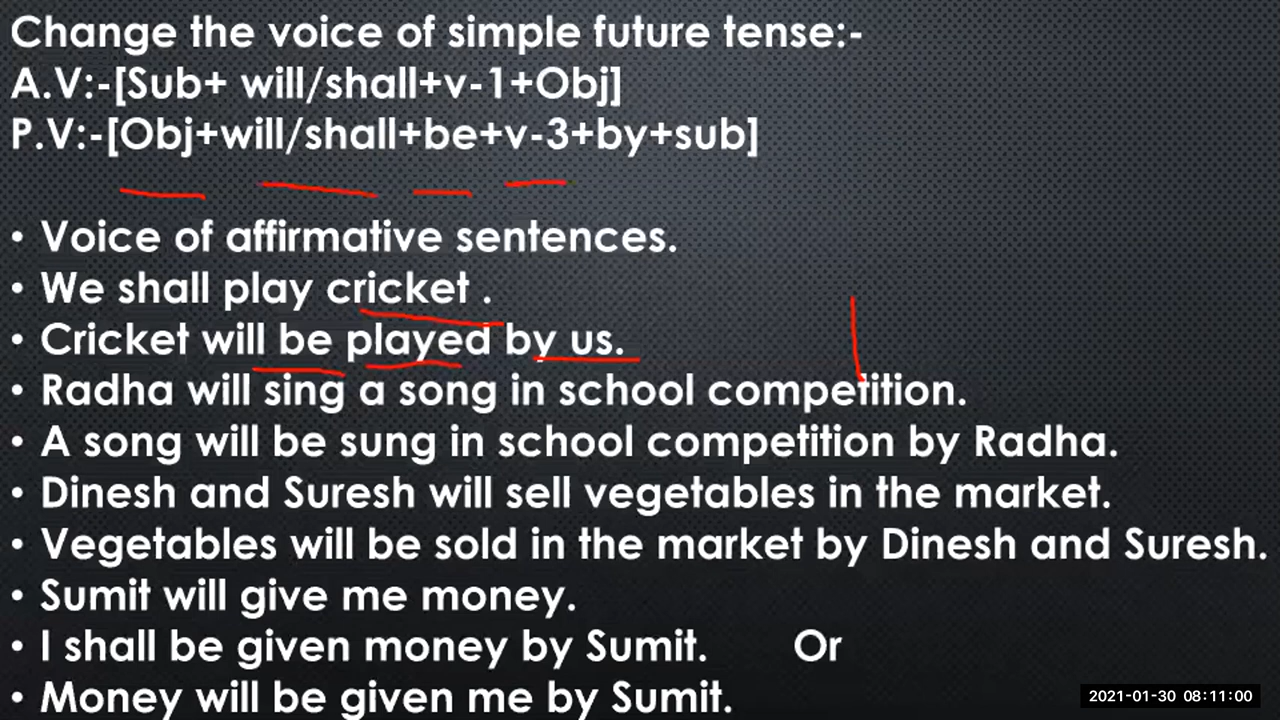 Change the voice of simple future tense:-
A.V:-[Sub+ will/shall+v-1+Obj]
P.V:-[Obj+will/shall+be+v-3+by+sub]
• Voice of affirmative sentences.
• We shall play cricket .
• Cricket will be played by us.
• Radha will sing a song in school competition.
• A song will be sung in school competition by Radha.
• Dinesh and Suresh will sell vegetables in the market.
• Vegetables will be sold in the market by Dinesh and Suresh.
• Sumit will give me money.
• I shall be given money by Sumit. Or
• Money will be given me by Sumit.
2021-01-30 08:11:00